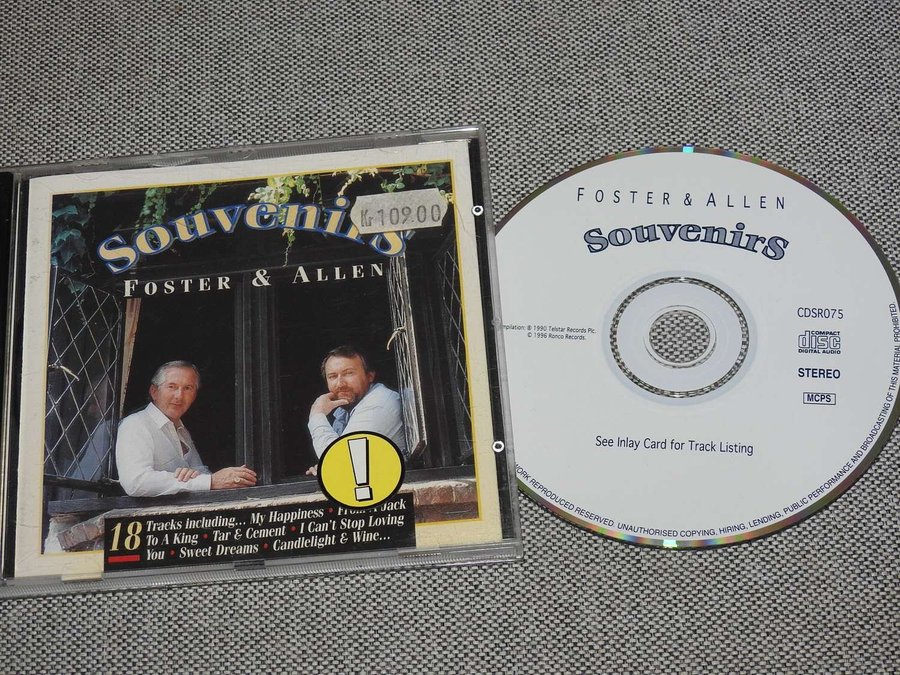 Souvenirs
Kr 109.00
FOSTER & ALLEN
!
18 Tracks including... My Happiness • From A Jack
To A King • Tar & Cement • I Can't Stop Loving
You • Sweet Dreams • Candlelight & Wine...
FOSTER & ALLEN
Souvenirs
CDSR075
compilation: ℗ 1990 Telstar Records Plc.
© 1996 Ronco Records.
COMPACT
disc
DIGITAL AUDIO
STEREO
MCPS
See Inlay Card for Track Listing
WORK REPRODUCED RESERVED. UNAUTHORISED COPYING, HIRING, LENDING, PUBLIC PERFORMANCE AND BROADCASTING OF THIS MATERIAL PROHIBITED.